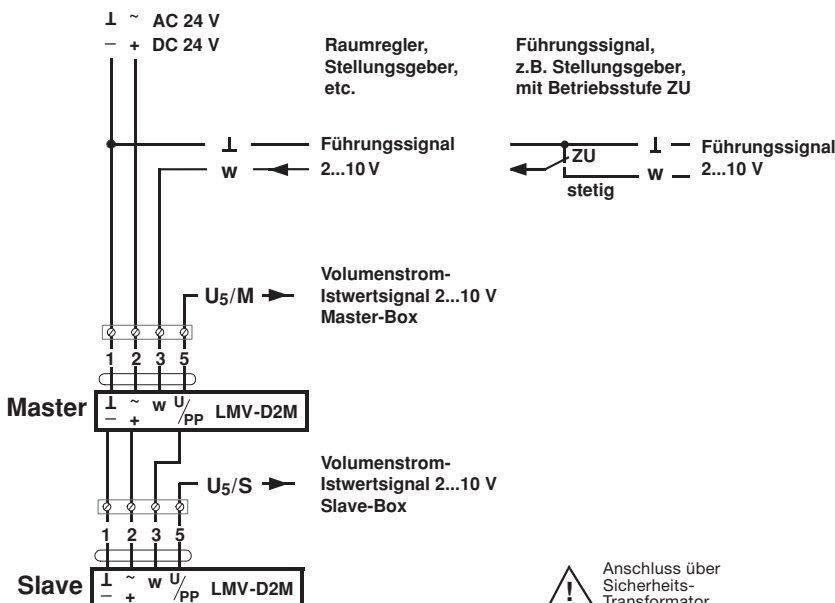 ⊥ ~ AC 24 V
– + DC 24 V
Raumregler,
Stellungsgeber,
etc.
Führungssignal,
z.B. Stellungsgeber,
mit Betriebsstufe ZU
⊥ Führungssignal
w 2...10 V
ZU
stetig
⊥ Führungssignal
w 2...10 V
U5/M
Volumenstrom-
Istwertsignal 2...10 V
Master-Box
1 2 3 5
Master
⊥ ~ w U/PP LMV-D2M
– +
U5/S
Volumenstrom-
Istwertsignal 2...10 V
Slave-Box
1 2 3 5
Slave
⊥ ~ w U/PP LMV-D2M
– +
! Anschluss über
Sicherheits-
Transformator